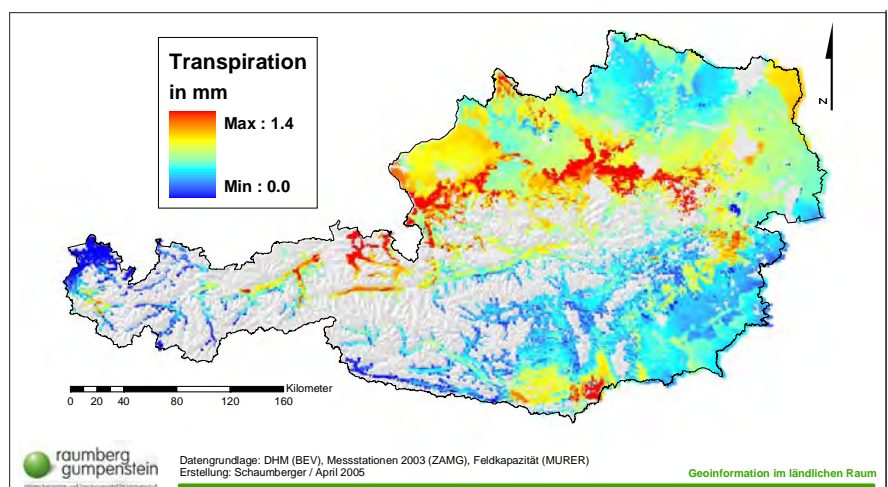 Transpiration
in mm
Max : 1.4
Min : 0.0
N
Kilometer
0 20 40 80 120 160
raumberg
gumpenstein
Datengrundlage: DHM (BEV), Messstationen 2003 (ZAMG), Feldkapazität (MURER)
Erstellung: Schaumberger / April 2005
Geoinformation im ländlichen Raum